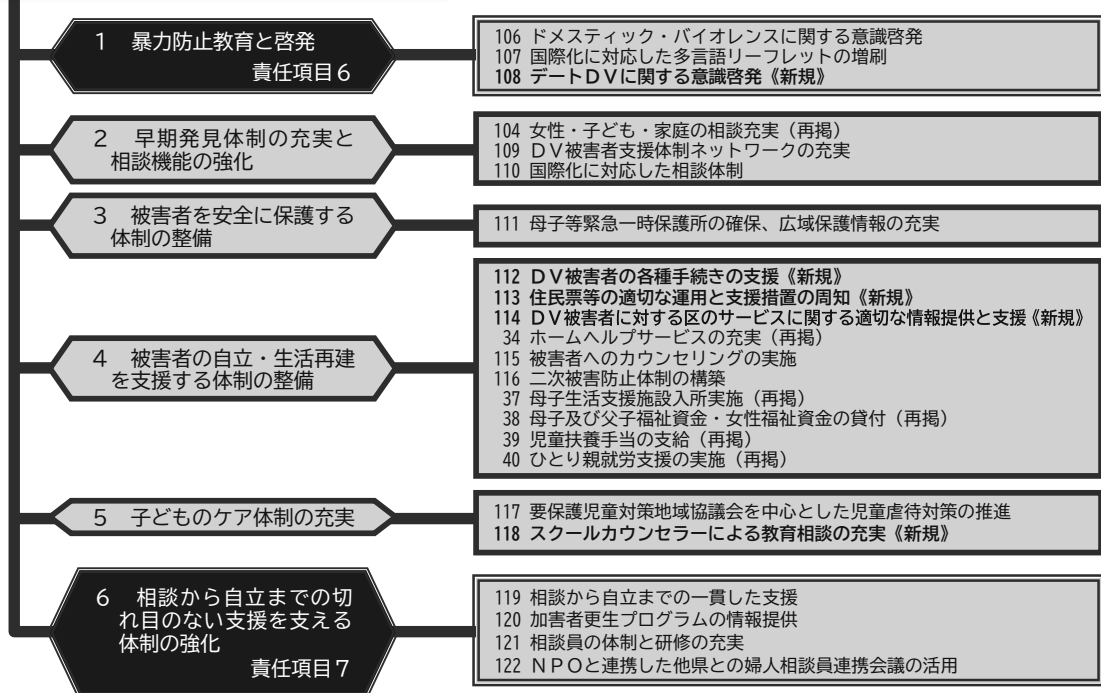 1 暴力防止教育と啓発
責任項目6
106 ドメスティック・バイオレンスに関する意識啓発
107 国際化に対応した多言語リーフレットの増刷
108 デートDVに関する意識啓発《新規》
2 早期発見体制の充実と
相談機能の強化
104 女性・子ども・家庭の相談充実（再掲）
109 DV被害者支援体制ネットワークの充実
110 国際化に対応した相談体制
3 被害者を安全に保護する
体制の整備
111 母子等緊急一時保護所の確保、広域保護情報の充実
4 被害者の自立・生活再建
を支援する体制の整備
112 DV被害者の各種手続きの支援《新規》
113 住民票等の適切な運用と支援措置の周知《新規》
114 DV被害者に対する区のサービスに関する適切な情報提供と支援《新規》
34 ホームヘルプサービスの充実（再掲）
115 被害者へのカウンセリングの実施
116 二次被害防止体制の構築
37 母子生活支援施設入所実施（再掲）
38 母子及び父子福祉資金・女性福祉資金の貸付（再掲）
39 児童扶養手当の支給（再掲）
40 ひとり親就労支援の実施（再掲）
5 子どものケア体制の充実
117 要保護児童対策地域協議会を中心とした児童虐待対策の推進
118 スクールカウンセラーによる教育相談の充実《新規》
6 相談から自立までの切
れ目のない支援を支える
体制の強化
責任項目7
119 相談から自立までの一貫した支援
120 加害者更生プログラムの情報提供
121 相談員の体制と研修の充実
122 NPOと連携した他県との婦人相談員連携会議の活用